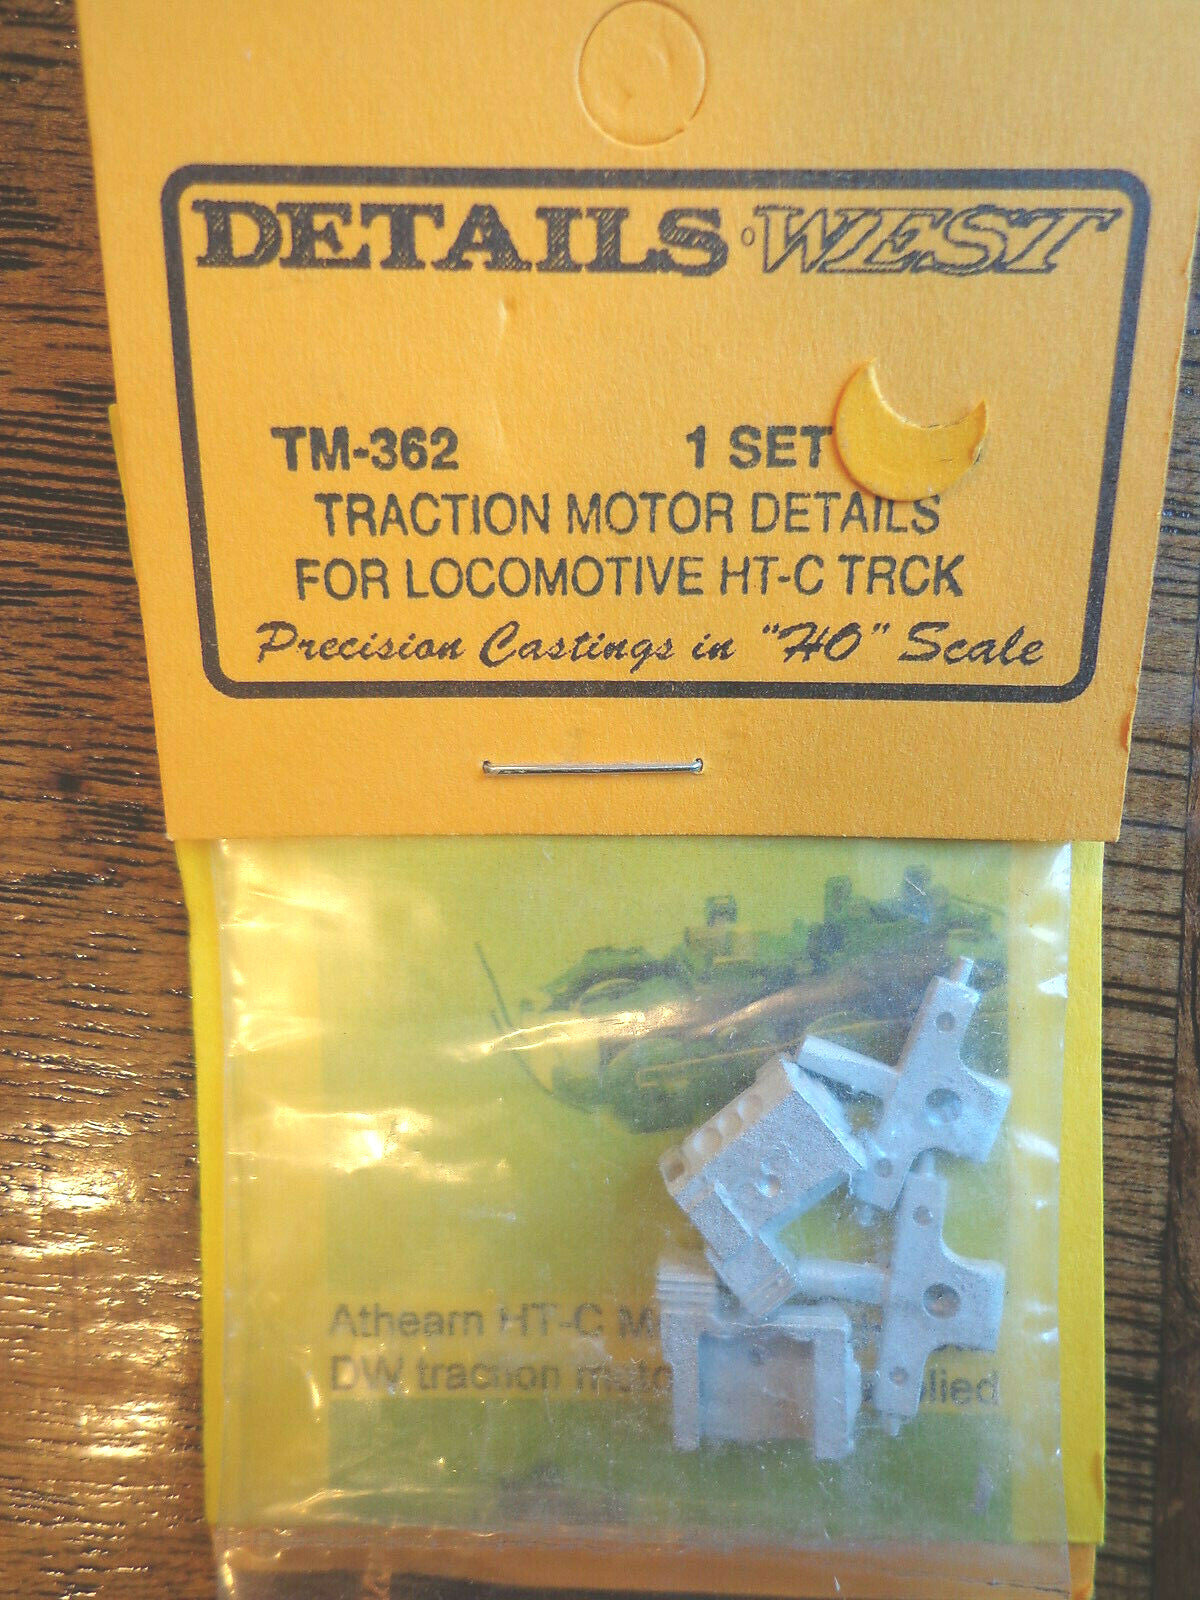 DETAILS WEST
TM-362 1 SET
TRACTION MOTOR DETAILS
FOR LOCOMOTIVE HT-C TRCK
Precision Castings in "HO" Scale
Athearn HT-C
DW traction